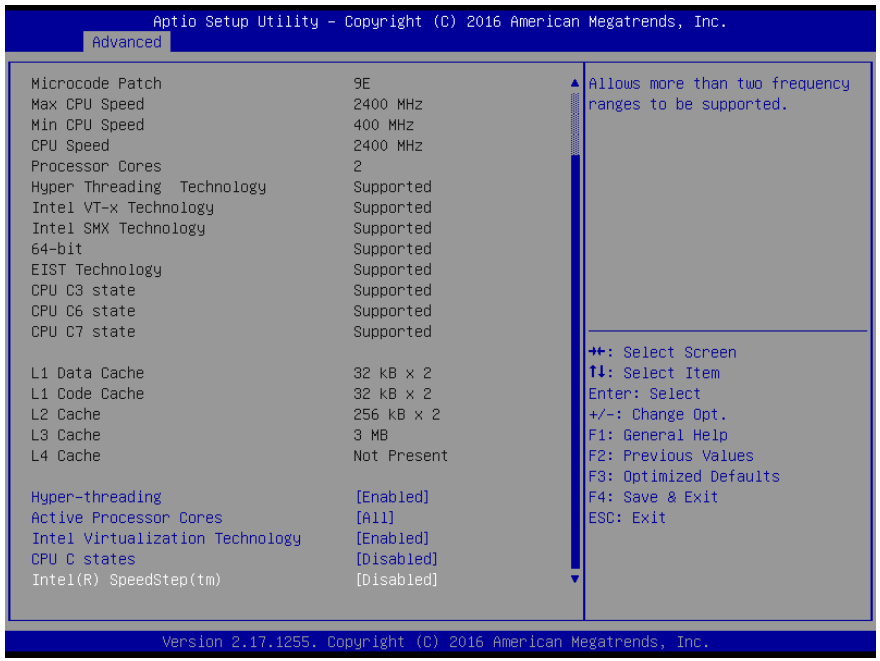 Aptio Setup Utility – Copyright (C) 2016 American Megatrends, Inc.
Advanced
Microcode Patch 9E
Max CPU Speed 2400 MHz
Min CPU Speed 400 MHz
CPU Speed 2400 MHz
Processor Cores 2
Hyper Threading Technology Supported
Intel VT-x Technology Supported
Intel SMX Technology Supported
64-bit Supported
EIST Technology Supported
CPU C3 state Supported
CPU C6 state Supported
CPU C7 state Supported
L1 Data Cache 32 kB x 2
L1 Code Cache 32 kB x 2
L2 Cache 256 kB x 2
L3 Cache 3 MB
L4 Cache Not Present
Hyper-threading [Enabled]
Active Processor Cores [All]
Intel Virtualization Technology [Enabled]
CPU C states [Disabled]
Intel(R) SpeedStep(tm) [Disabled]
Allows more than two frequency
ranges to be supported.
→←: Select Screen
↑↓: Select Item
Enter: Select
+/-: Change Opt.
F1: General Help
F2: Previous Values
F3: Optimized Defaults
F4: Save & Exit
ESC: Exit
Version 2.17.1255. Copyright (C) 2016 American Megatrends, Inc.